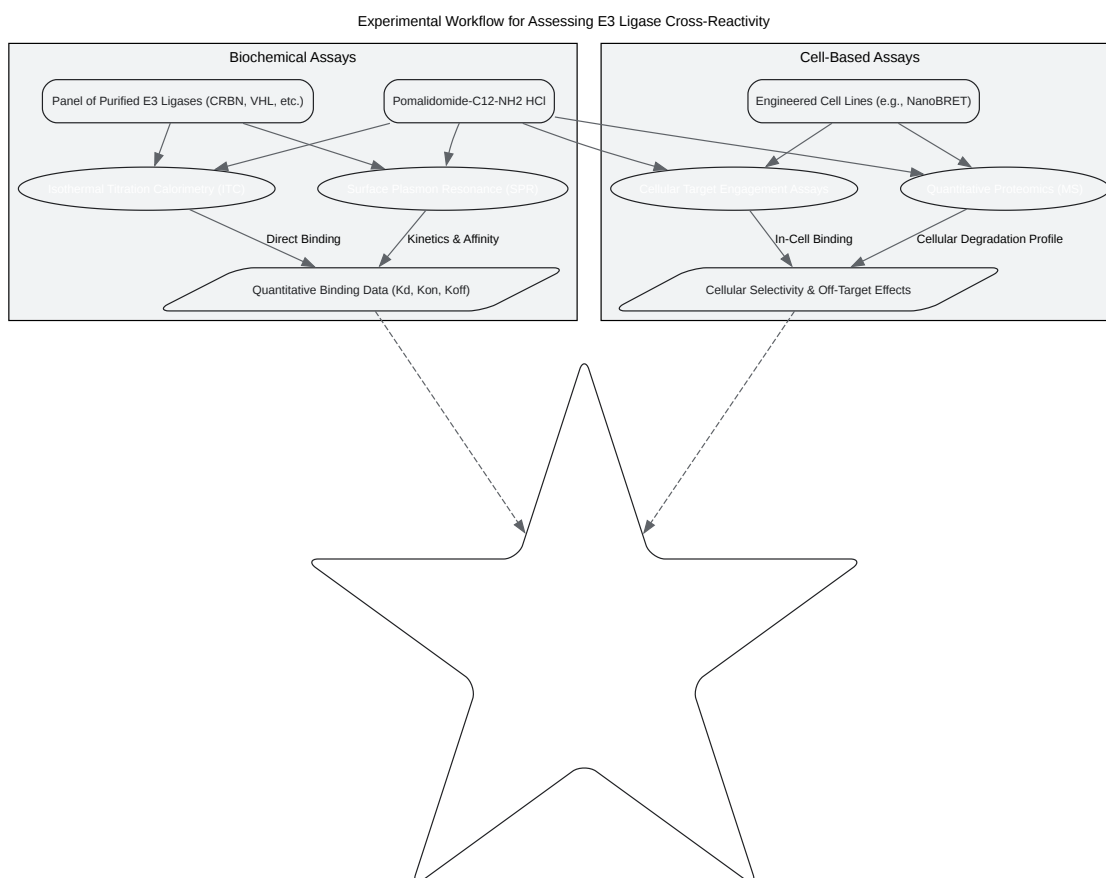 Experimental Workflow for Assessing E3 Ligase Cross-Reactivity
Biochemical Assays
Cell-Based Assays
Panel of Purified E3 Ligases (CRBN, VHL, etc.)
Pomalidomide-C12-NH2 HCl
Engineered Cell Lines (e.g., NanoBRET)
Isothermal Titration Calorimetry (ITC)
Surface Plasmon Resonance (SPR)
Cellular Target Engagement Assays
Quantitative Proteomics (MS)
Direct Binding
Kinetics & Affinity
In-Cell Binding
Cellular Degradation Profile
Quantitative Binding Data (Kd, Kon, Koff)
Cellular Selectivity & Off-Target Effects